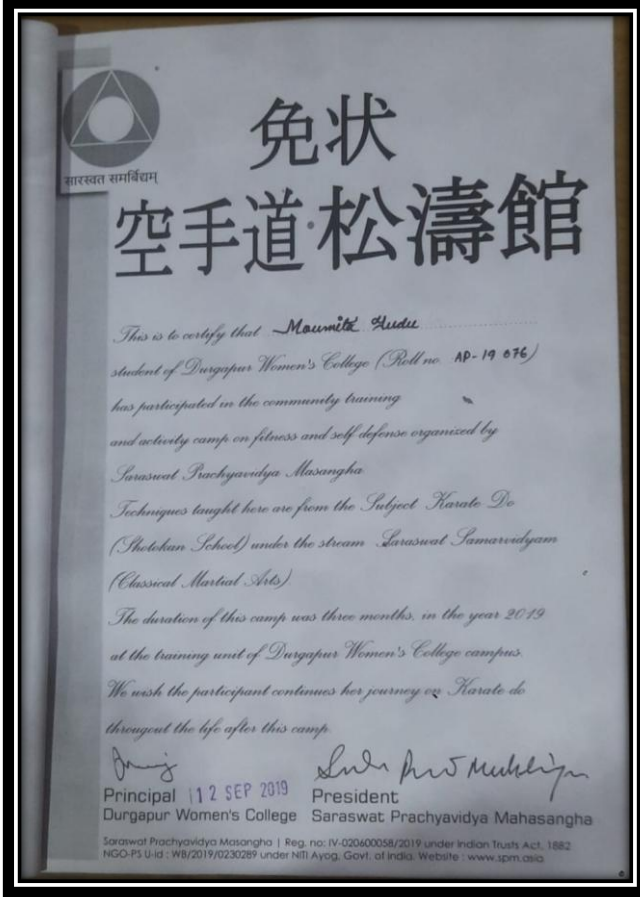 सारस्वत समर्बिद्यम्
免状
空手道·松濤館
This is to certify that Moumita
student of Durgapur Women's College (Roll no. AP-19 076)
has participated in the community training
and activity camp on fitness and self defense organized by
Saraswat Prachyavidya Masangha
Techniques taught here are from the Subject Karate Do
(Shotokan School) under the stream Saraswat Samarvidyam
(Classical Martial Arts)
The duration of this camp was three months, in the year 2019
at the training unit of Durgapur Women's College campus.
We wish the participant continues her journey on Karate do
througout the life after this camp.
Principal 12 SEP 2019 President
Durgapur Women's College Saraswat Prachyavidya Mahasangha
Saraswat Prachyavidya Masangha | Reg. no: IV-020600058/2019 under Indian Trusts Act, 1882
NGO-PS U-id : WB/2019/0230289 under NITI Ayog, Govt. of India. Website : www.spm.asia